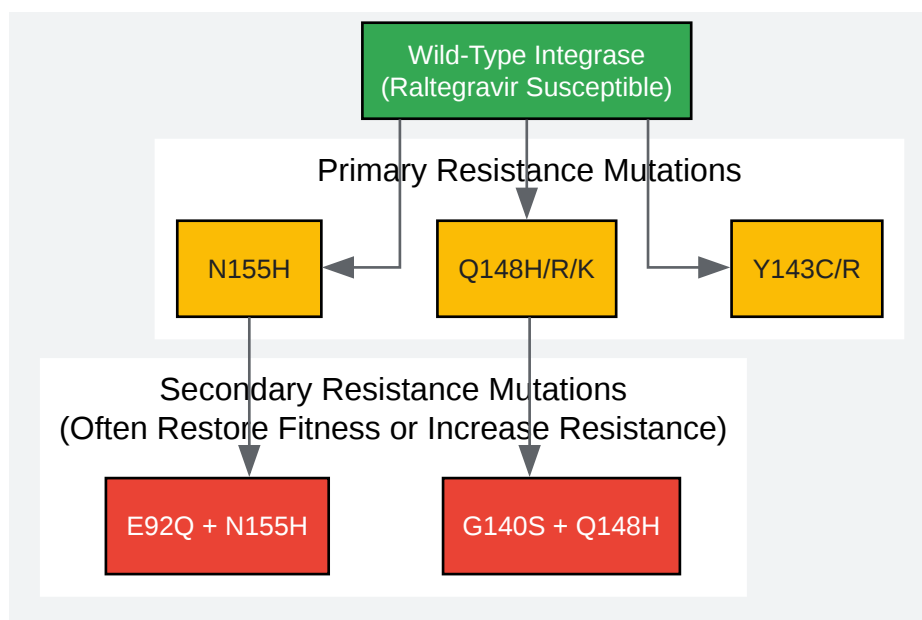 Wild-Type Integrase
(Raltegravir Susceptible)
Primary Resistance Mutations
N155H
Q148H/R/K
Y143C/R
Secondary Resistance Mutations
(Often Restore Fitness or Increase Resistance)
E92Q + N155H
G140S + Q148H